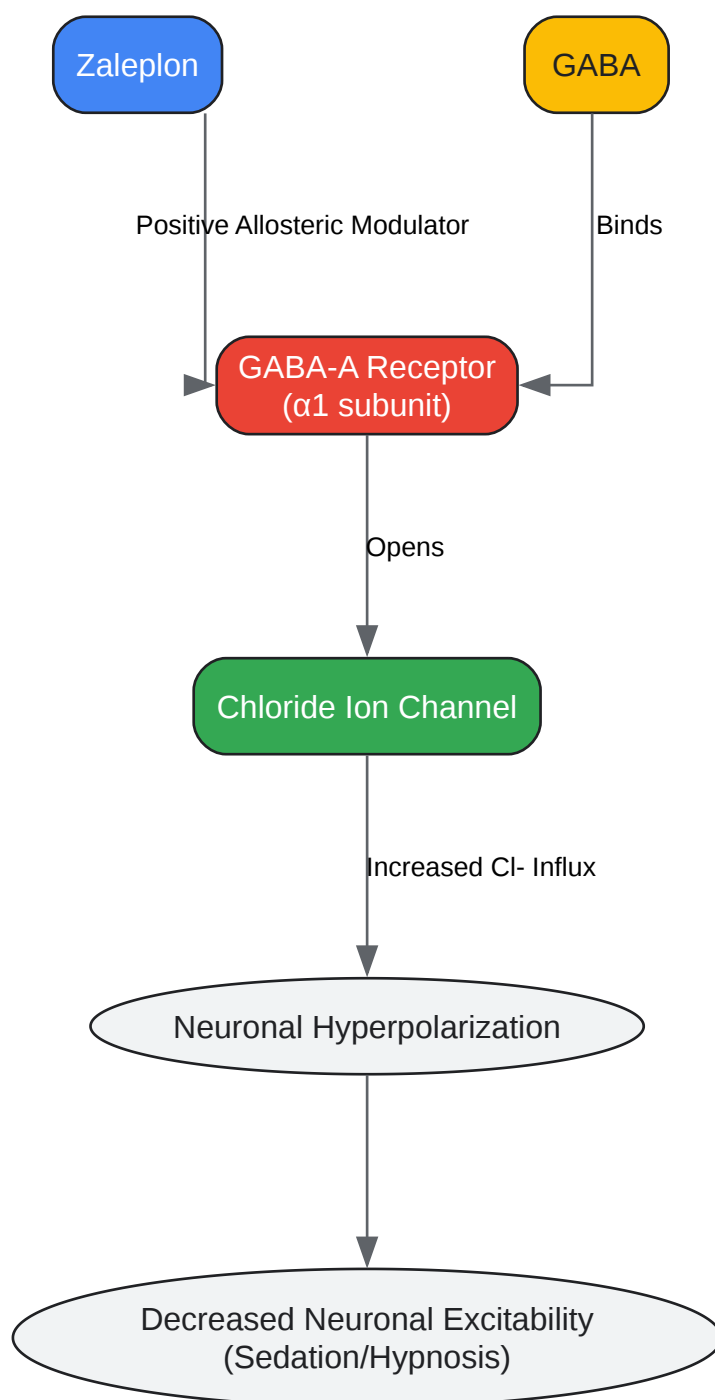 Zaleplon
GABA
Positive Allosteric Modulator
Binds
GABA-A Receptor
(α1 subunit)
Opens
Chloride Ion Channel
Increased Cl- Influx
Neuronal Hyperpolarization
Decreased Neuronal Excitability
(Sedation/Hypnosis)